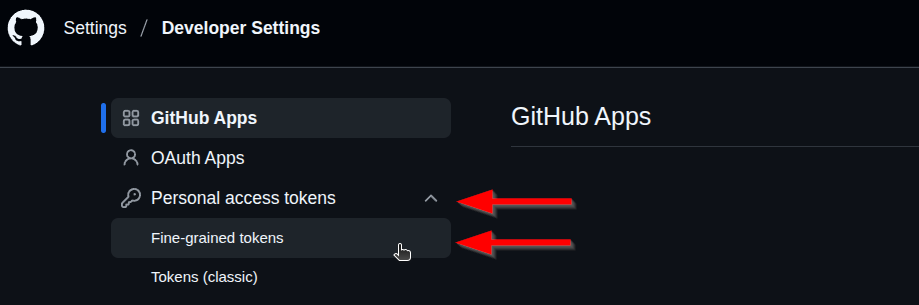 Settings / Developer Settings
GitHub Apps
OAuth Apps
Personal access tokens
Fine-grained tokens
Tokens (classic)
GitHub Apps